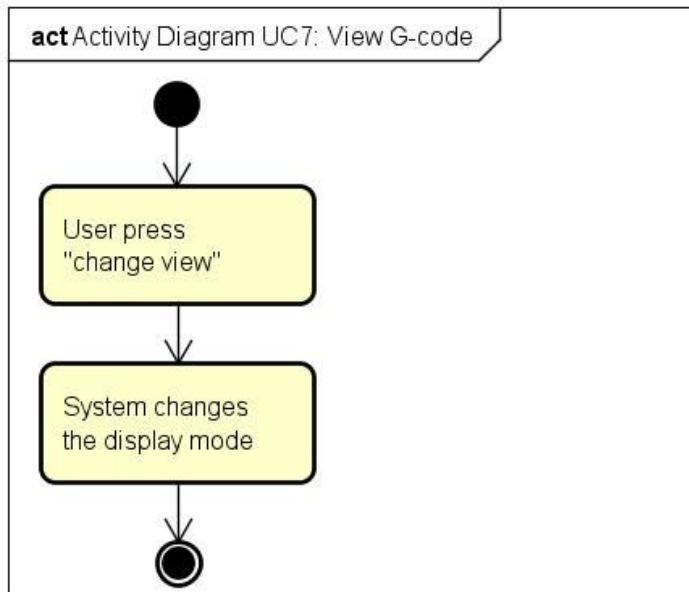 act Activity Diagram UC7: View G-code
User press
"change view"
System changes
the display mode